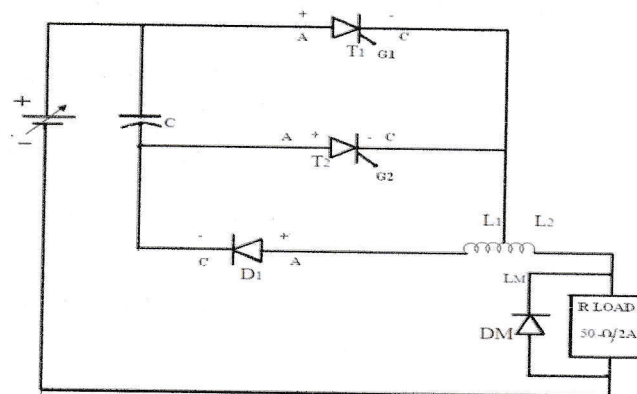 + -
A T1 G1 C
+
-
C
A + - C
T2 G2
L1 L2
- +
C D1 A
LM
R LOAD
DM 50 Ω/2A